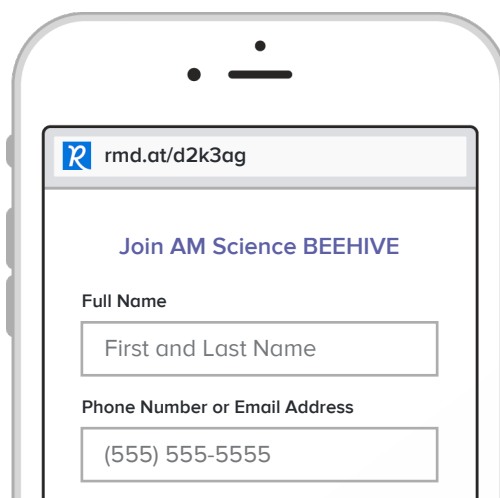 rmd.at/d2k3ag
Join AM Science BEEHIVE
Full Name
First and Last Name
Phone Number or Email Address
(555) 555-5555